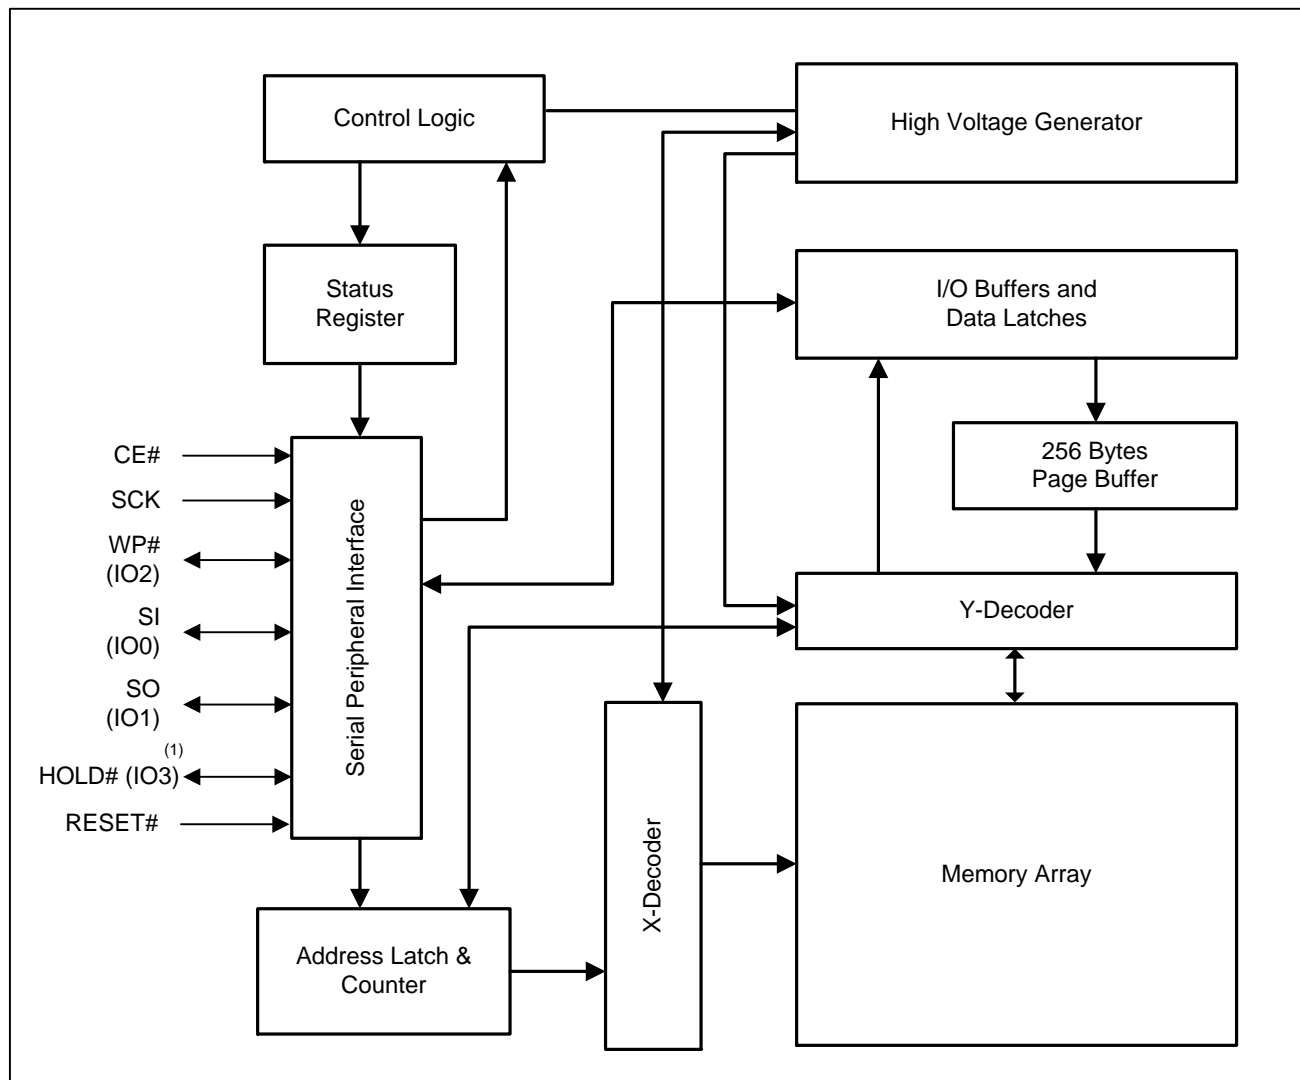 Control Logic
High Voltage Generator
Status
Register
I/O Buffers and
Data Latches
256 Bytes
Page Buffer
CE#
SCK
WP#
(IO2)
SI
(IO0)
SO
(IO1)
(1)
HOLD# (IO3)
RESET#
Serial Peripheral Interface
Y-Decoder
X-Decoder
Memory Array
Address Latch &
Counter